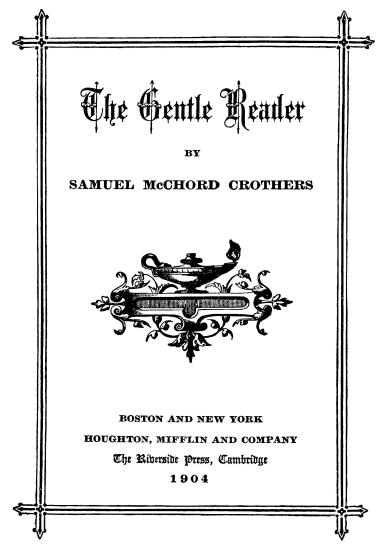 The Gentle Reader
BY
SAMUEL McCHORD CROTHERS
BOSTON AND NEW YORK
HOUGHTON, MIFFLIN AND COMPANY
The Riverside Press, Cambridge
1904